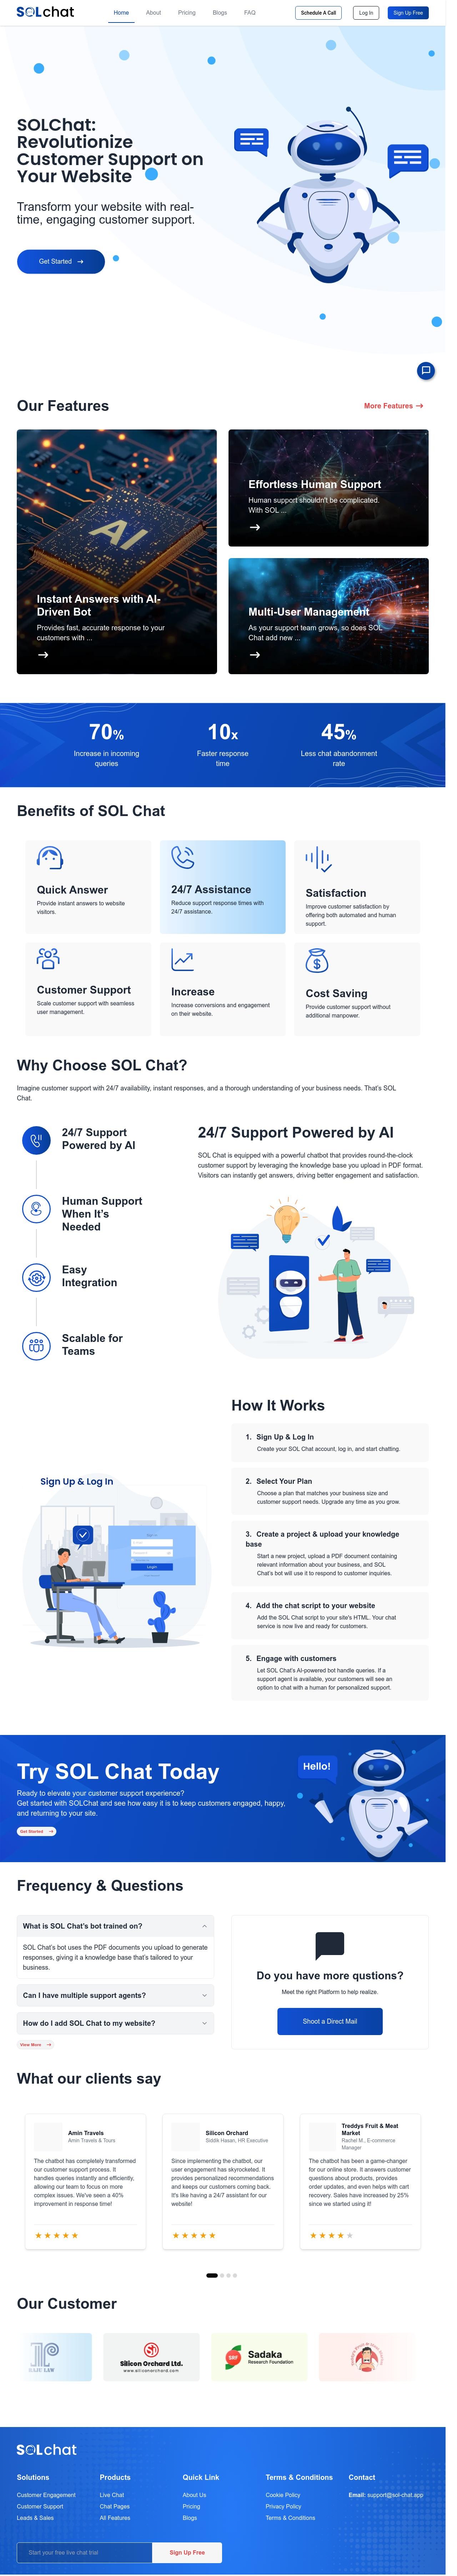 SOLchat
Home
About
Pricing
Blogs
FAQ
Schedule A Call
Log In
Sign Up Free
SOLChat:
Revolutionize
Customer Support on
Your Website
Transform your website with real-
time, engaging customer support.
Get Started →
Our Features
More Features →
Instant Answers with AI-
Driven Bot
Provides fast, accurate response to your
customers with ...
AI
Effortless Human Support
Human support shouldn't be complicated.
With SOL ...
Multi-User Management
As your support team grows, so does SOL
Chat add new ...
70%
Increase in incoming
queries
10x
Faster response
time
45%
Less chat abandonment
rate
Benefits of SOL Chat
Quick Answer
Provide instant answers to website
visitors.
24/7 Assistance
Reduce support response times with
24/7 assistance.
Satisfaction
Improve customer satisfaction by
offering both automated and human
support.
Customer Support
Scale customer support with seamless
user management.
Increase
Increase conversions and engagement
on their website.
Cost Saving
Provide customer support without
additional manpower.
Why Choose SOL Chat?
Imagine customer support with 24/7 availability, instant responses, and a thorough understanding of your business needs. That's SOL
Chat.
24/7 Support
Powered by AI
Human Support
When It's
Needed
Easy
Integration
Scalable for
Teams
24/7 Support Powered by AI
SOL Chat is equipped with a powerful chatbot that provides round-the-clock
customer support by leveraging the knowledge base you upload in PDF format.
Visitors can instantly get answers, driving better engagement and satisfaction.
How It Works
Sign Up & Log In
Login
1. Sign Up & Log In
Create your SOL Chat account, log in, and start chatting.
2. Select Your Plan
Choose a plan that matches your business size and
customer support needs. Upgrade any time as you grow.
3. Create a project & upload your knowledge
base
Start a new project, upload a PDF document containing
relevant information about your business, and SOL
Chat's bot will use it to respond to customer inquiries.
4. Add the chat script to your website
Add the SOL Chat script to your site's HTML. Your chat
service is now live and ready for customers.
5. Engage with customers
Let SOL Chat's AI-powered bot handle queries. If a
support agent is available, your customers will see an
option to chat with a human for personalized support.
Try SOL Chat Today
Ready to elevate your customer support experience?
Get started with SOLChat and see how easy it is to keep customers engaged, happy,
and returning to your site.
Get Started →
Hello!
Frequency & Questions
What is SOL Chat's bot trained on?
SOL Chat's bot uses the PDF documents you upload to generate
responses, giving it a knowledge base that's tailored to your
business.
Can I have multiple support agents?
How do I add SOL Chat to my website?
View More →
Do you have more qustions?
Meet the right Platform to help realize.
Shoot a Direct Mail
What our clients say
Amin Travels
Amin Travels & Tours
The chatbot has completely transformed
our customer support process. It
handles queries instantly and efficiently,
allowing our team to focus on more
complex issues. We've seen a 40%
improvement in response time!
Silicon Orchard
Siddik Hasan, HR Executive
Since implementing the chatbot, our
user engagement has skyrocketed. It
provides personalized recommendations
and keeps our customers coming back.
It's like having a 24/7 assistant for our
website!
Treddys Fruit & Meat
Market
Rachel M., E-commerce
Manager
The chatbot has been a game-changer
for our online store. It answers customer
questions about products, provides
order updates, and even helps with cart
recovery. Sales have increased by 25%
since we started using it!
Our Customer
Silicon Orchard Ltd.
www.siliconorchard.com
SRF
Sadaka
Research Foundation
SOLchat
Solutions
Customer Engagement
Customer Support
Leads & Sales
Products
Live Chat
Chat Pages
All Features
Quick Link
About Us
Pricing
Blogs
Terms & Conditions
Cookie Policy
Privacy Policy
Terms & Conditions
Contact
Email: support@sol-chat.app
Start your free live chat trial
Sign Up Free